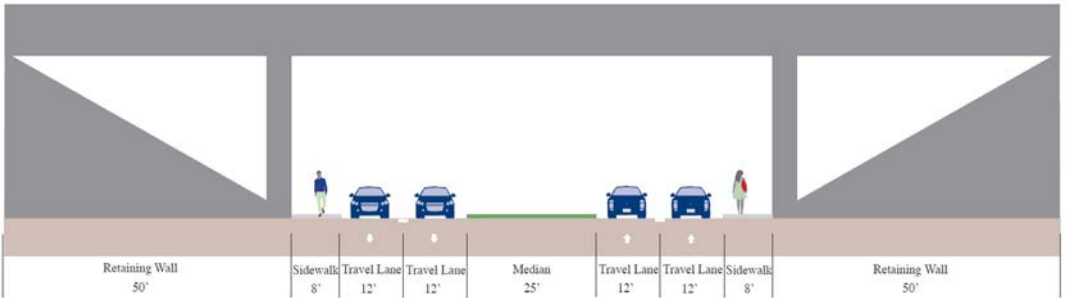 Retaining Wall
50'
Sidewalk
8'
Travel Lane
12'
Travel Lane
12'
Median
25'
Travel Lane
12'
Travel Lane
12'
Sidewalk
8'
Retaining Wall
50'